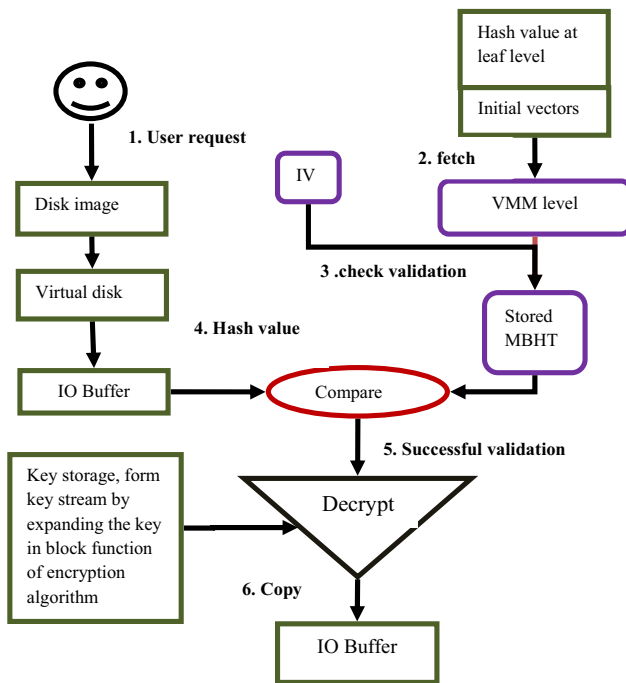 Hash value at
leaf level
Initial vectors
1. User request
2. fetch
IV
VMM level
Disk image
3 .check validation
Virtual disk
4. Hash value
Stored
MBHT
IO Buffer
Compare
5. Successful validation
Key storage, form
key stream by
expanding the key
in block function
of encryption
algorithm
Decrypt
6. Copy
IO Buffer